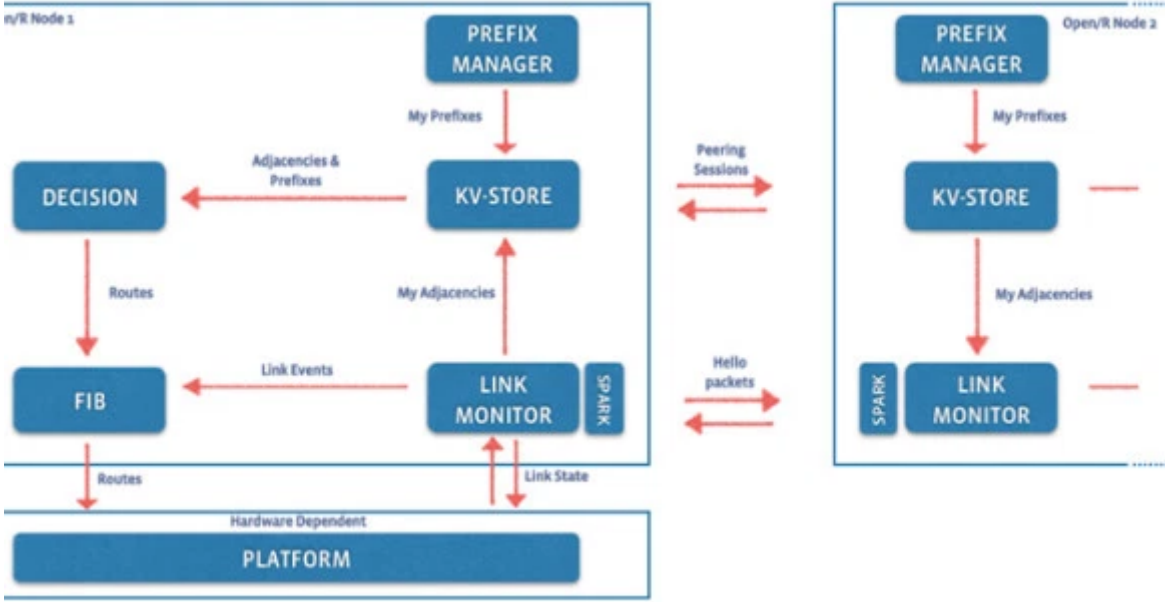 n/R Node 1
PREFIX
MANAGER
My Prefixes
Adjacencies &
Prefixes
DECISION
KV-STORE
Routes
My Adjacencies
Link Events
FIB
LINK
MONITOR
SPARK
Routes
Link State
Hardware Dependent
PLATFORM
Peering
Sessions
Hello
packets
Open/R Node 2
PREFIX
MANAGER
My Prefixes
KV-STORE
My Adjacencies
SPARK
LINK
MONITOR